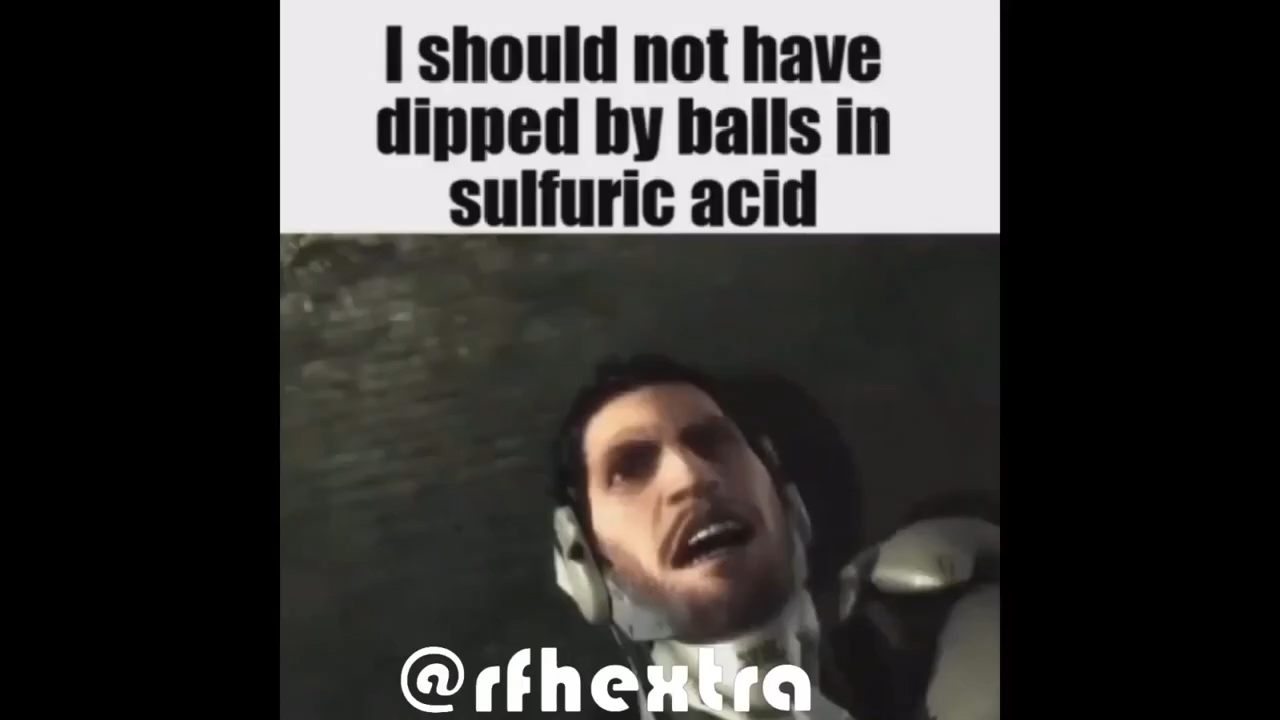 I should not have
dipped by balls in
sulfuric acid
@rfhextra